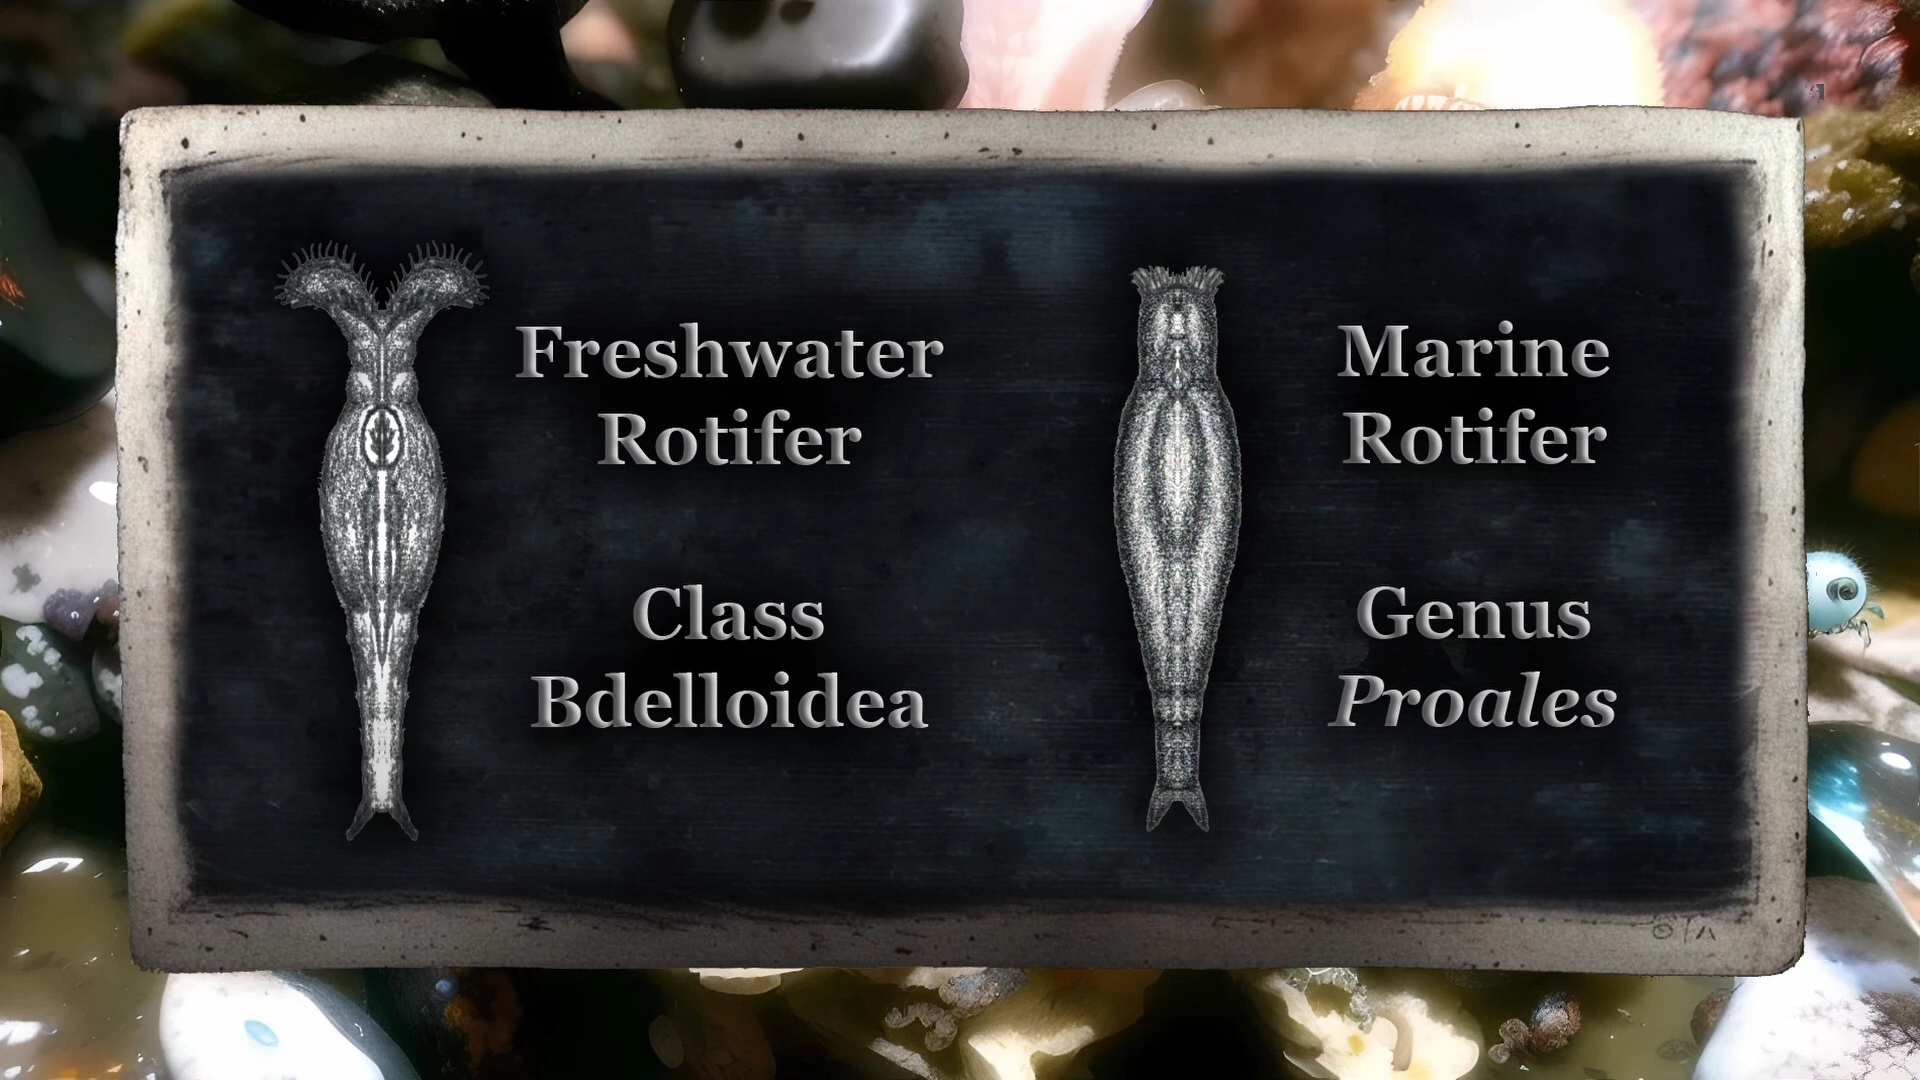 Freshwater
Rotifer
Class
Bdelloidea
Marine
Rotifer
Genus
Proales